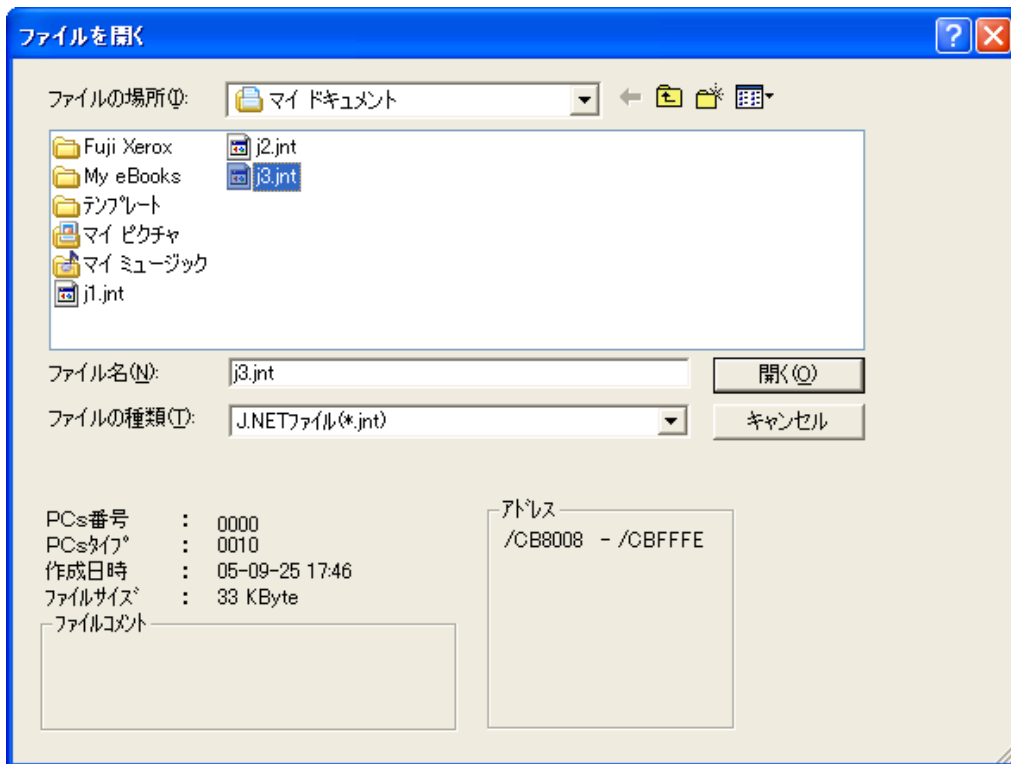 ファイルを開く
ファイルの場所(I):
マイ ドキュメント
Fuji Xerox
My eBooks
テンプレート
マイ ピクチャ
マイ ミュージック
j1.jnt
j2.jnt
j3.jnt
ファイル名(N):
j3.jnt
開く(O)
ファイルの種類(T):
J.NETファイル(*.jnt)
キャンセル
PCs番号 : 0000
PCsタイプ : 0010
作成日時 : 05-09-25 17:46
ファイルサイズ : 33 KByte
ファイルコメント
アドレス
/CB8008 - /CBFFFE